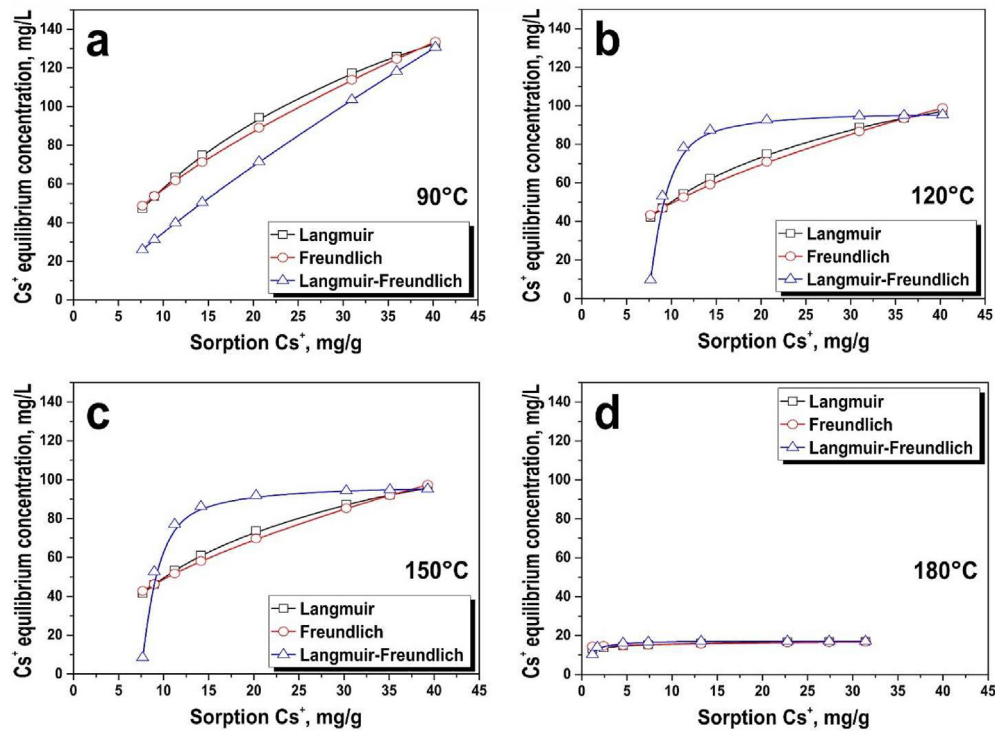 a
Cs⁺ equilibrium concentration, mg/L
140
120
100
80
60
40
20
0
90°C
Langmuir
Freundlich
Langmuir-Freundlich
0 5 10 15 20 25 30 35 40 45
Sorption Cs⁺, mg/g
b
Cs⁺ equilibrium concentration, mg/L
140
120
100
80
60
40
20
0
120°C
Langmuir
Freundlich
Langmuir-Freundlich
0 5 10 15 20 25 30 35 40 45
Sorption Cs⁺, mg/g
c
Cs⁺ equilibrium concentration, mg/L
140
120
100
80
60
40
20
0
150°C
Langmuir
Freundlich
Langmuir-Freundlich
0 5 10 15 20 25 30 35 40 45
Sorption Cs⁺, mg/g
d
Cs⁺ equilibrium concentration, mg/L
140
120
100
80
60
40
20
0
Langmuir
Freundlich
Langmuir-Freundlich
180°C
0 5 10 15 20 25 30 35 40 45
Sorption Cs⁺, mg/g